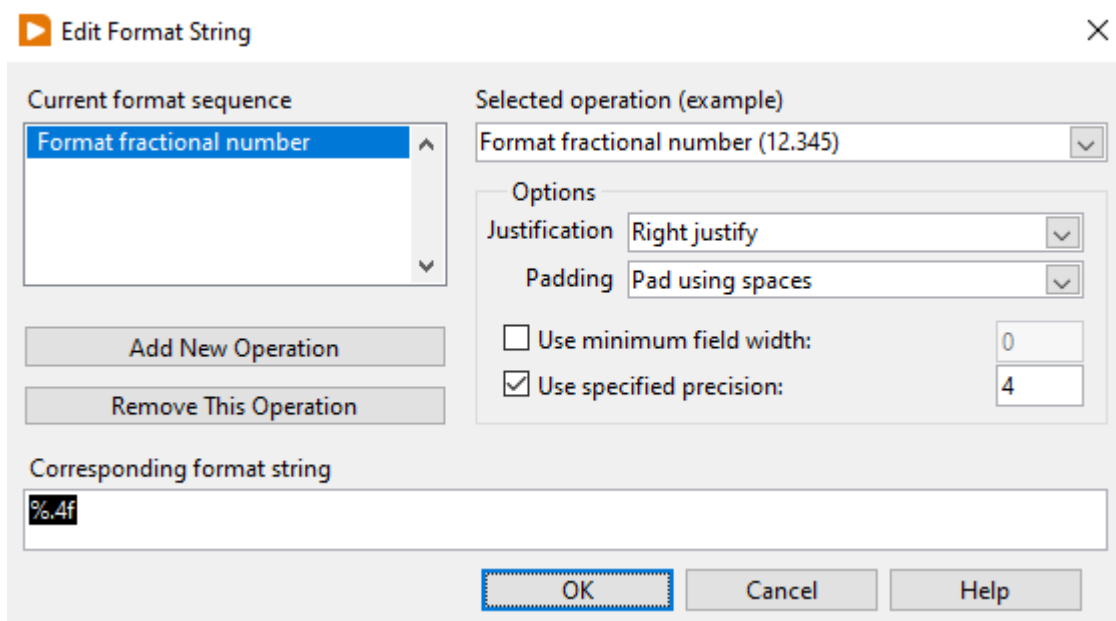 Edit Format String
Current format sequence
Format fractional number
Selected operation (example)
Format fractional number (12.345)
Options
Justification Right justify
Padding Pad using spaces
Use minimum field width: 0
Use specified precision: 4
Add New Operation
Remove This Operation
Corresponding format string
%.4f
OK Cancel Help